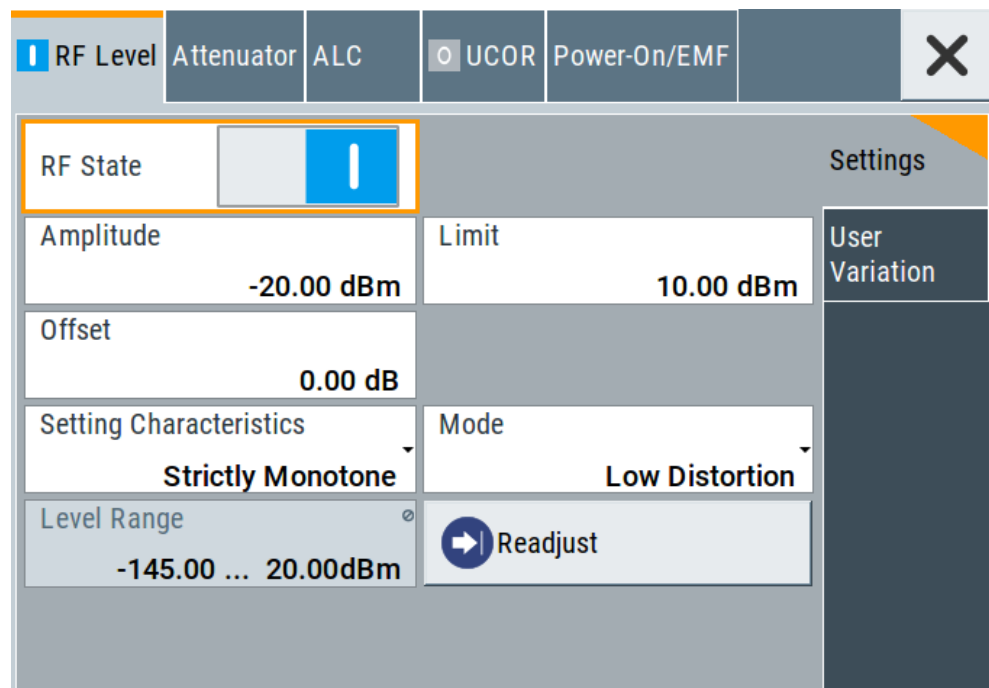 RF Level Attenuator ALC UCOR Power-On/EMF
RF State
Settings
Amplitude
-20.00 dBm
Limit
10.00 dBm
User
Variation
Offset
0.00 dB
Setting Characteristics
Strictly Monotone
Mode
Low Distortion
Level Range
-145.00 ... 20.00dBm
Readjust